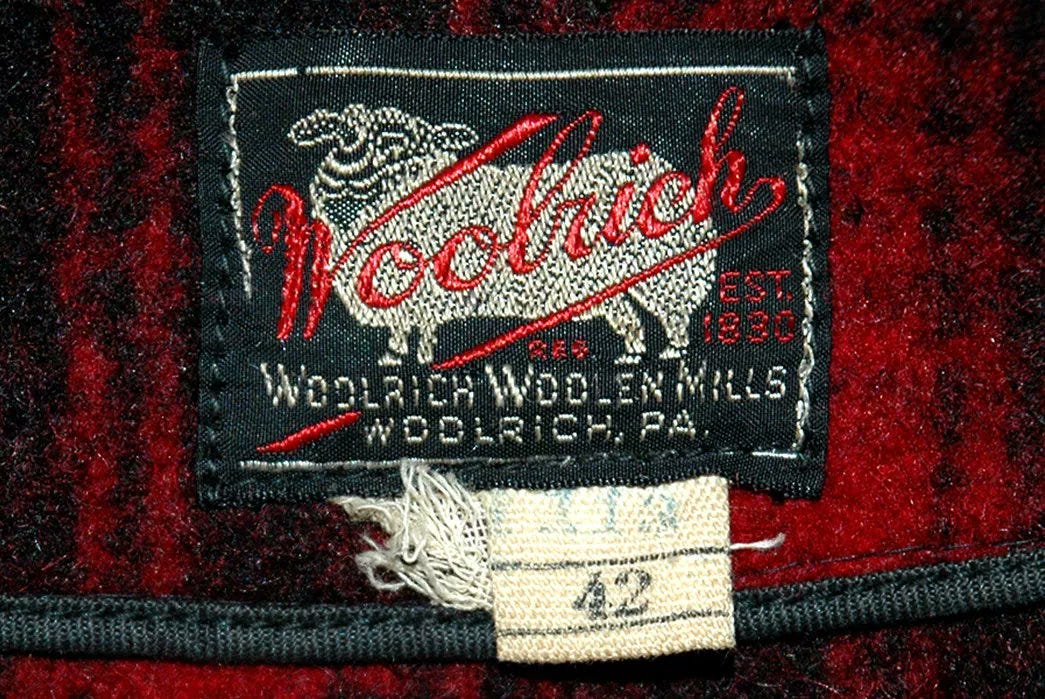 Woolrich
EST.
1830
REG.
WOOLRICH WOOLEN MILLS
WOOLRICH, PA.
42